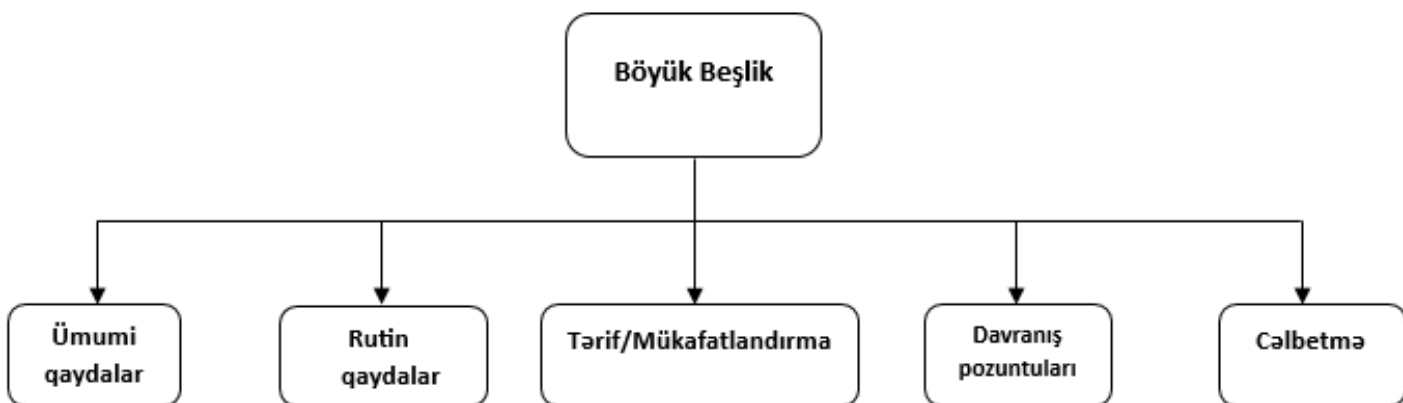 Böyük Beşlik
Ümumi
qaydalar
Rutin
qaydalar
Tərif/Mükafatlandırma
Davranış
pozuntuları
Cəlbetmə